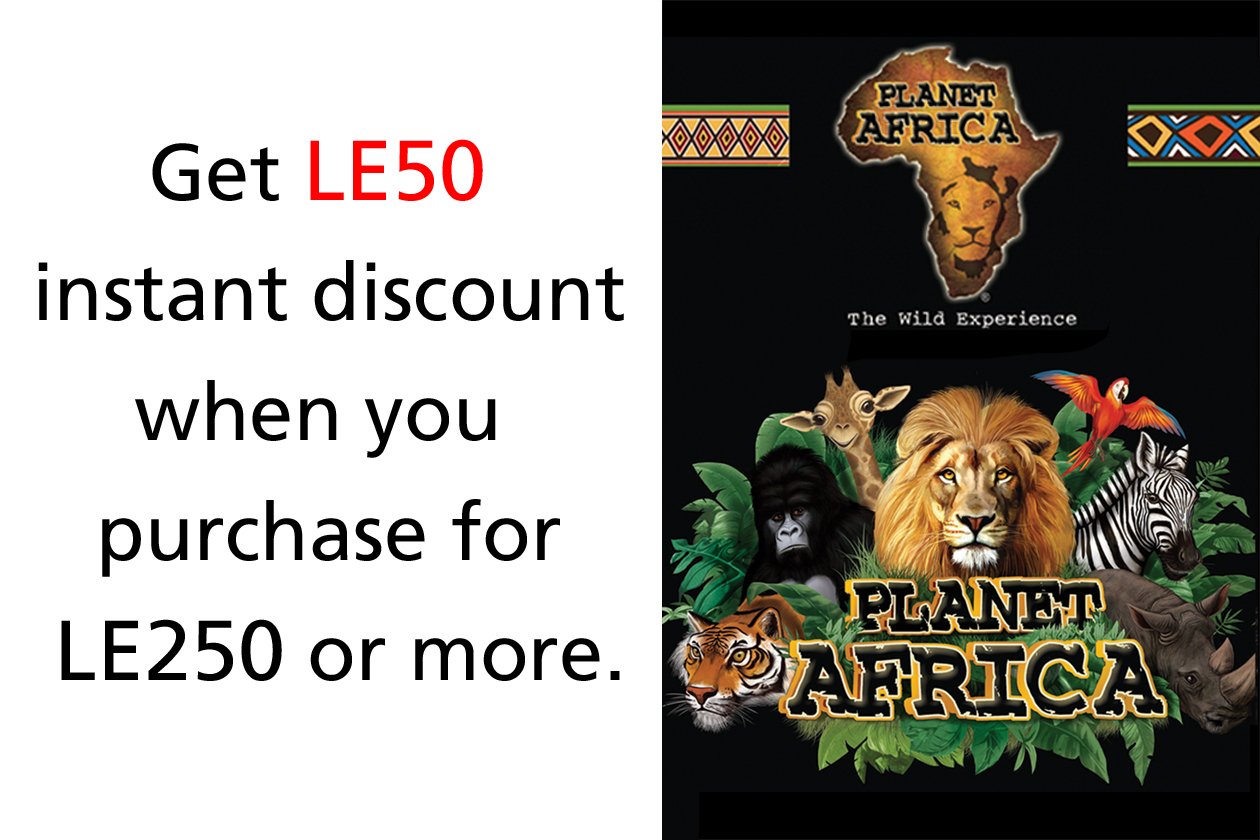 Get LE50
instant discount
when you
purchase for
LE250 or more.
PLANET
AFRICA
®
The Wild Experience
PLANET
AFRICA